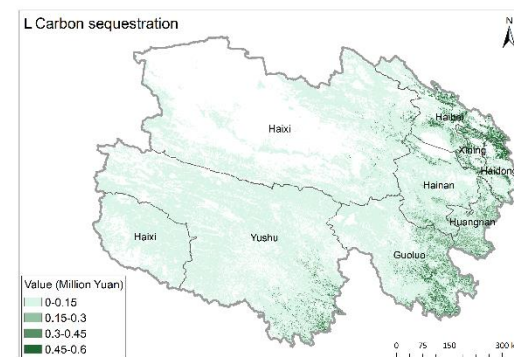 L Carbon sequestration
N
Haibei
Haixi
Xining
Haidong
Hainan
Huangnan
Haixi
Yushu
Guoluo
Value (Million Yuan)
0-0.15
0.15-0.3
0.3-0.45
0.45-0.6
0 75 150 300